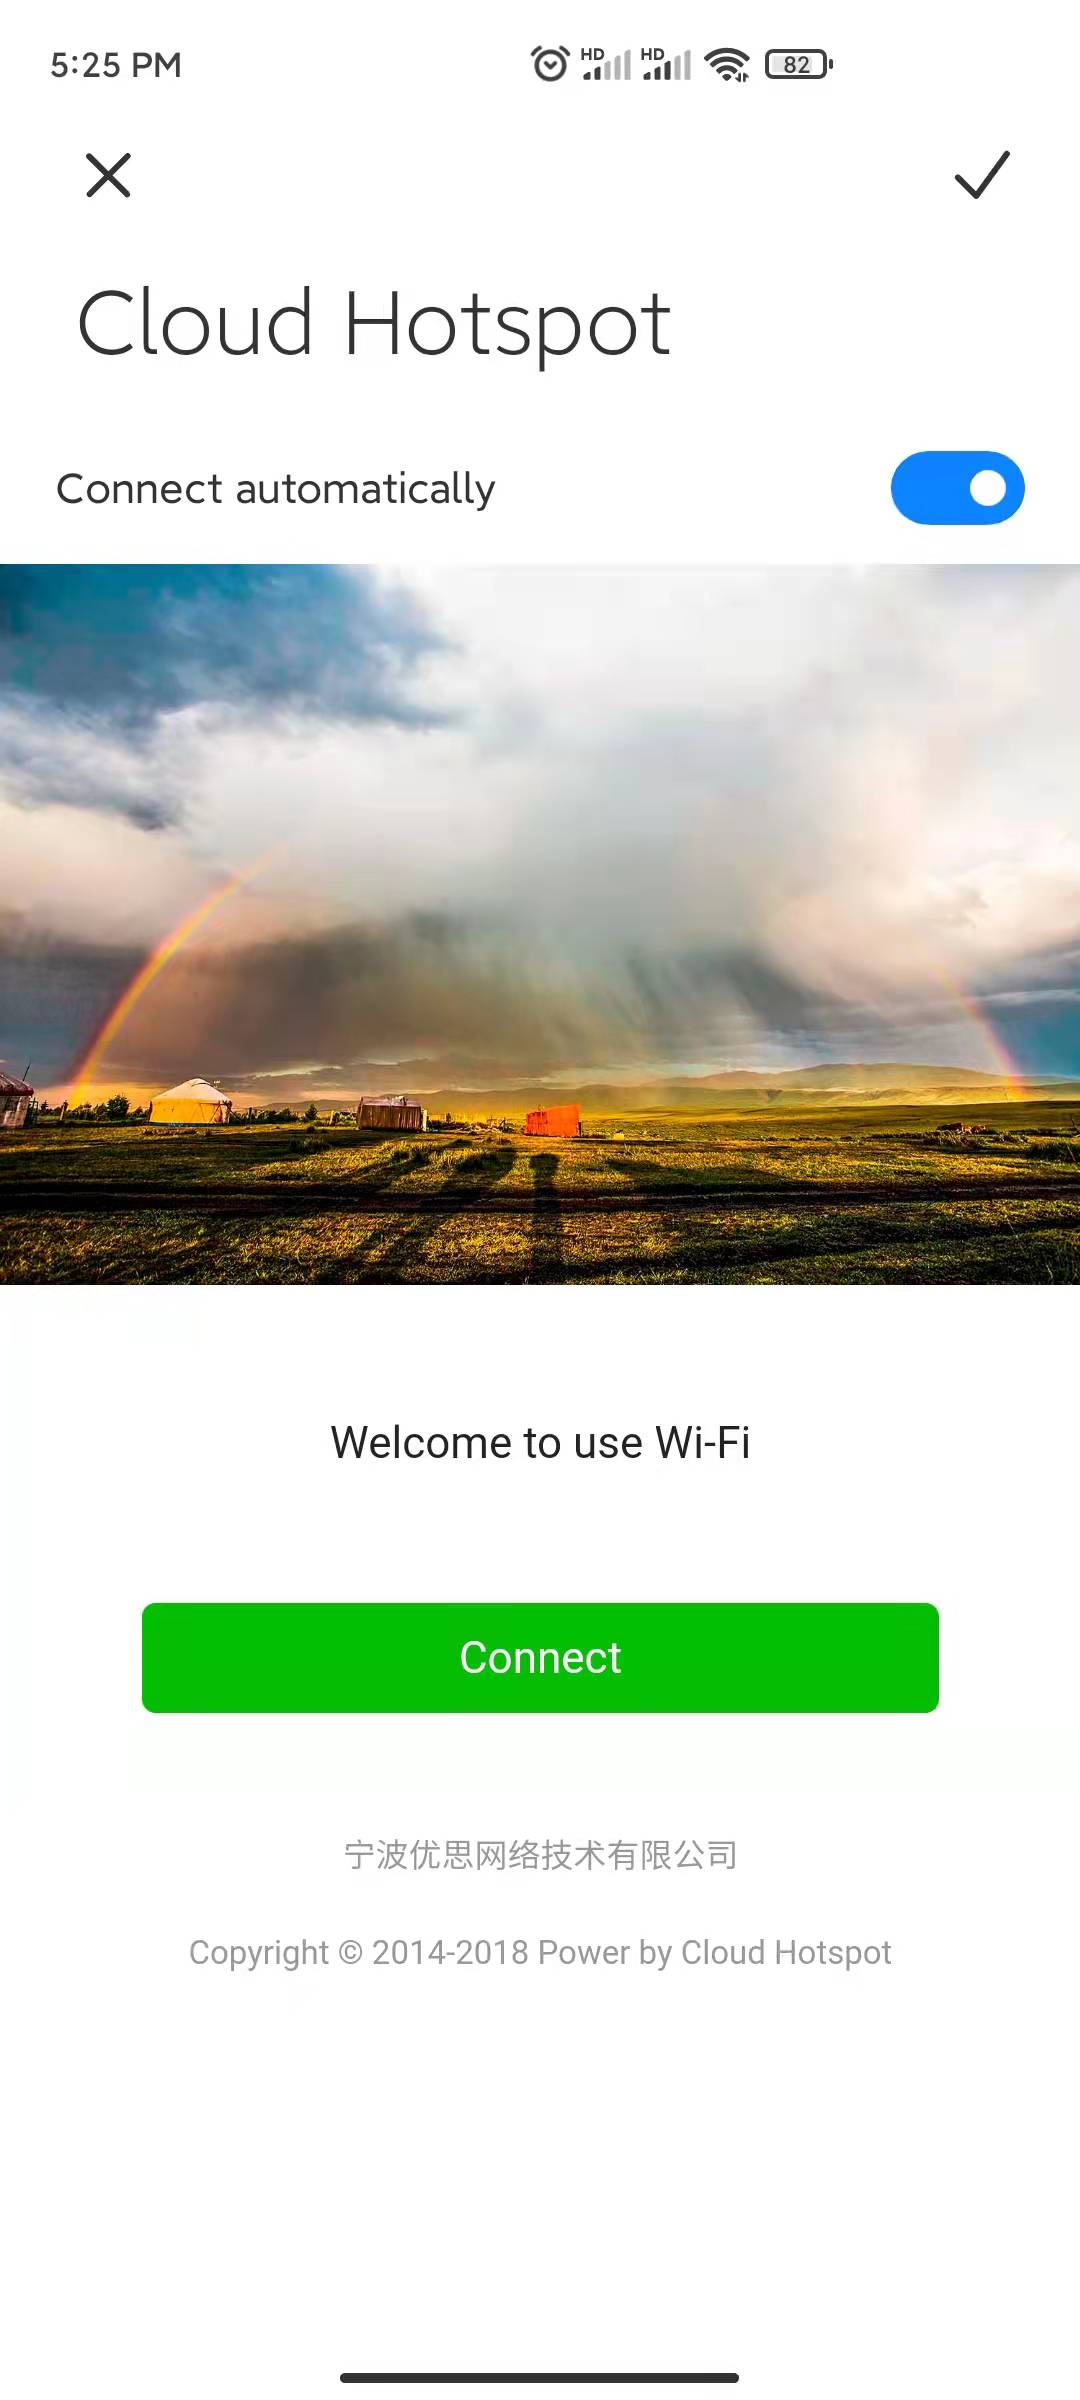 5:25 PM
HD HD 82
Cloud Hotspot
Connect automatically
Welcome to use Wi-Fi
Connect
宁波优思网络技术有限公司
Copyright © 2014-2018 Power by Cloud Hotspot